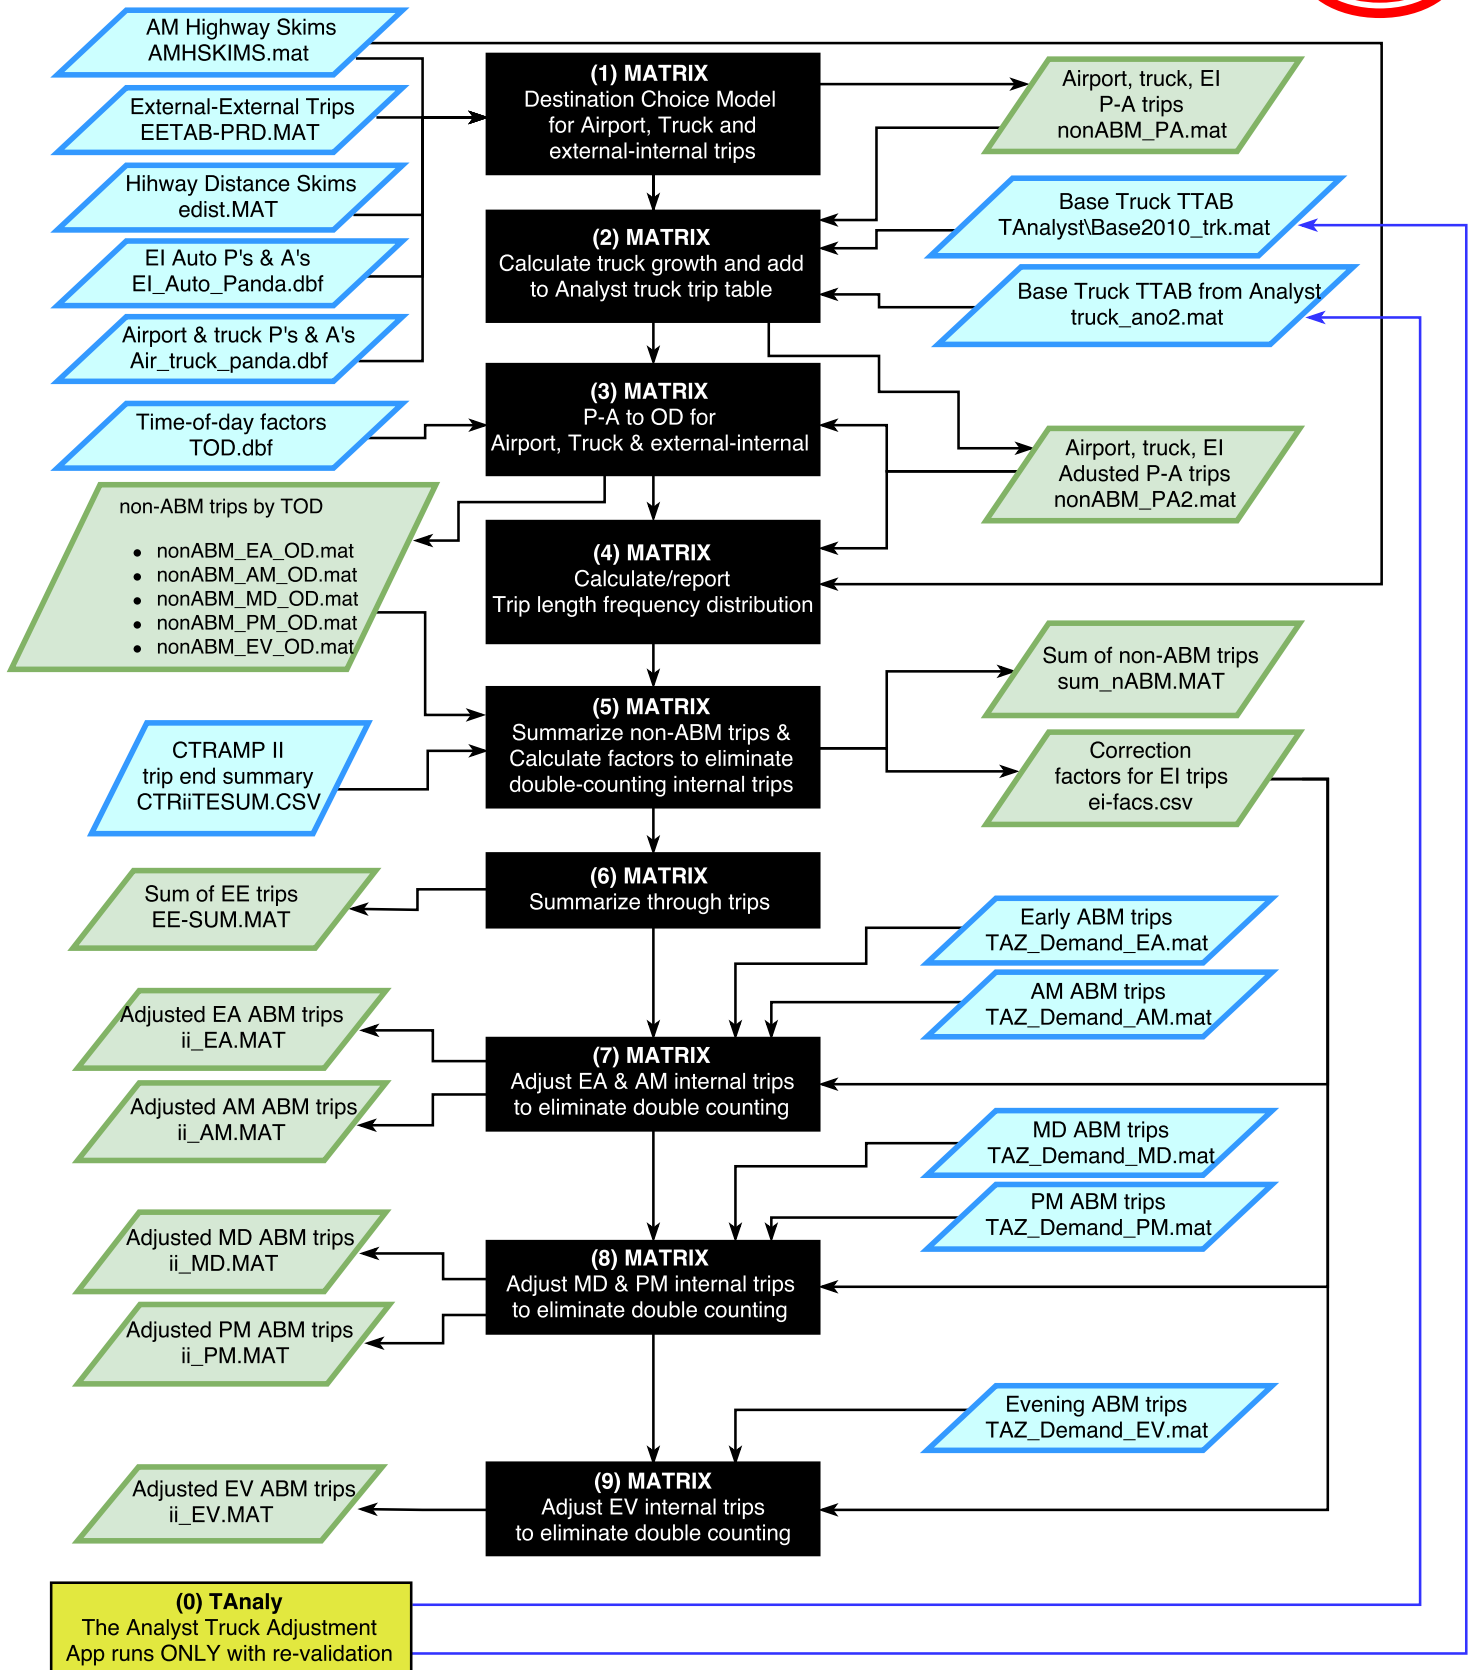 AM Highway Skims
AMHSKIMS.mat
External-External Trips
EETAB-PRD.MAT
Hihway Distance Skims
edist.MAT
EI Auto P's & A's
EI_Auto_Panda.dbf
Airport & truck P's & A's
Air_truck_panda.dbf
Time-of-day factors
TOD.dbf
(1) MATRIX
Destination Choice Model
for Airport, Truck and
external-internal trips
Airport, truck, EI
P-A trips
nonABM_PA.mat
(2) MATRIX
Calculate truck growth and add
to Analyst truck trip table
Base Truck TTAB
TAnalyst\Base2010_trk.mat
Base Truck TTAB from Analyst
truck_ano2.mat
(3) MATRIX
P-A to OD for
Airport, Truck & external-internal
Airport, truck, EI
Adusted P-A trips
nonABM_PA2.mat
non-ABM trips by TOD
• nonABM_EA_OD.mat
• nonABM_AM_OD.mat
• nonABM_MD_OD.mat
• nonABM_PM_OD.mat
• nonABM_EV_OD.mat
(4) MATRIX
Calculate/report
Trip length frequency distribution
(5) MATRIX
Summarize non-ABM trips &
Calculate factors to eliminate
double-counting internal trips
Sum of non-ABM trips
sum_nABM.MAT
Correction
factors for EI trips
ei-facs.csv
CTRAMP II
trip end summary
CTRiiTESUM.CSV
(6) MATRIX
Summarize through trips
Sum of EE trips
EE-SUM.MAT
Early ABM trips
TAZ_Demand_EA.mat
AM ABM trips
TAZ_Demand_AM.mat
Adjusted EA ABM trips
ii_EA.MAT
Adjusted AM ABM trips
ii_AM.MAT
(7) MATRIX
Adjust EA & AM internal trips
to eliminate double counting
MD ABM trips
TAZ_Demand_MD.mat
PM ABM trips
TAZ_Demand_PM.mat
Adjusted MD ABM trips
ii_MD.MAT
Adjusted PM ABM trips
ii_PM.MAT
(8) MATRIX
Adjust MD & PM internal trips
to eliminate double counting
Evening ABM trips
TAZ_Demand_EV.mat
Adjusted EV ABM trips
ii_EV.MAT
(9) MATRIX
Adjust EV internal trips
to eliminate double counting
(0) TAnaly
The Analyst Truck Adjustment
App runs ONLY with re-validation